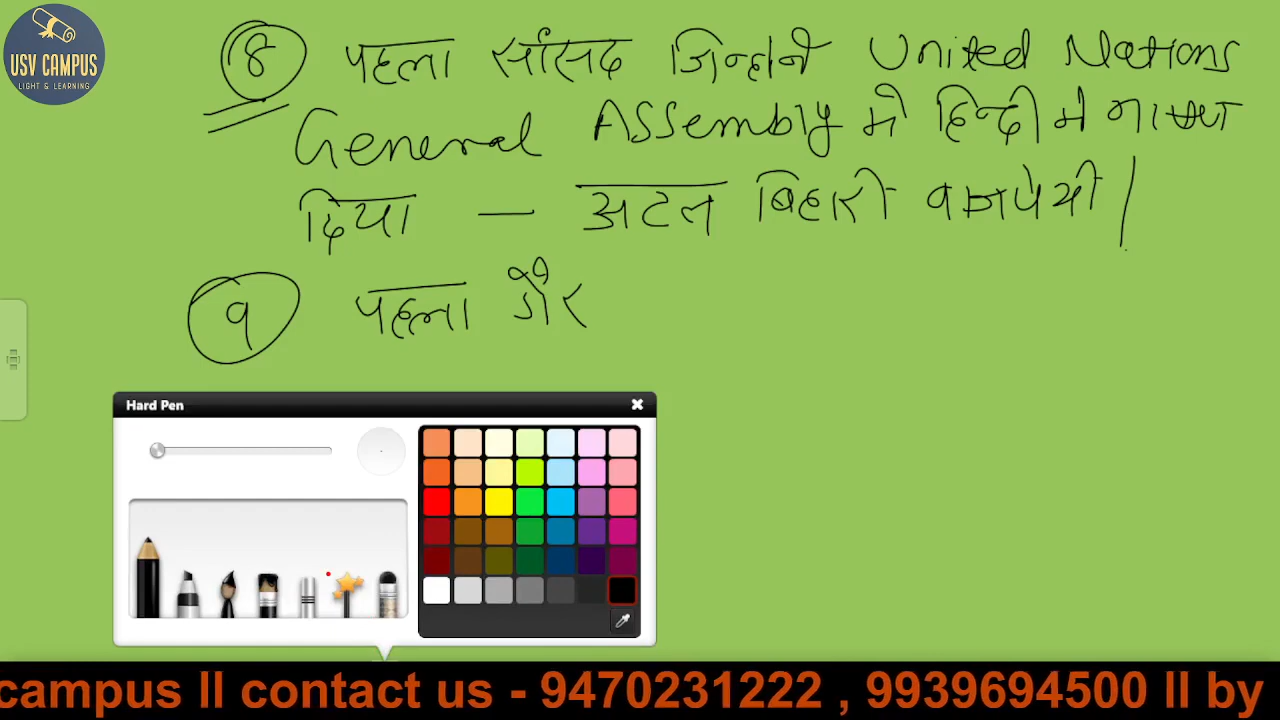 USV CAMPUS
LIGHT & LEARNING
8 पहला सांसद जिन्होंने United Nations
General Assembly में हिन्दी में भाषण
दिया — अटल बिहारी वाजपेयी |
9 पहला गैर
Hard Pen
campus ll contact us - 9470231222 , 9939694500 ll by